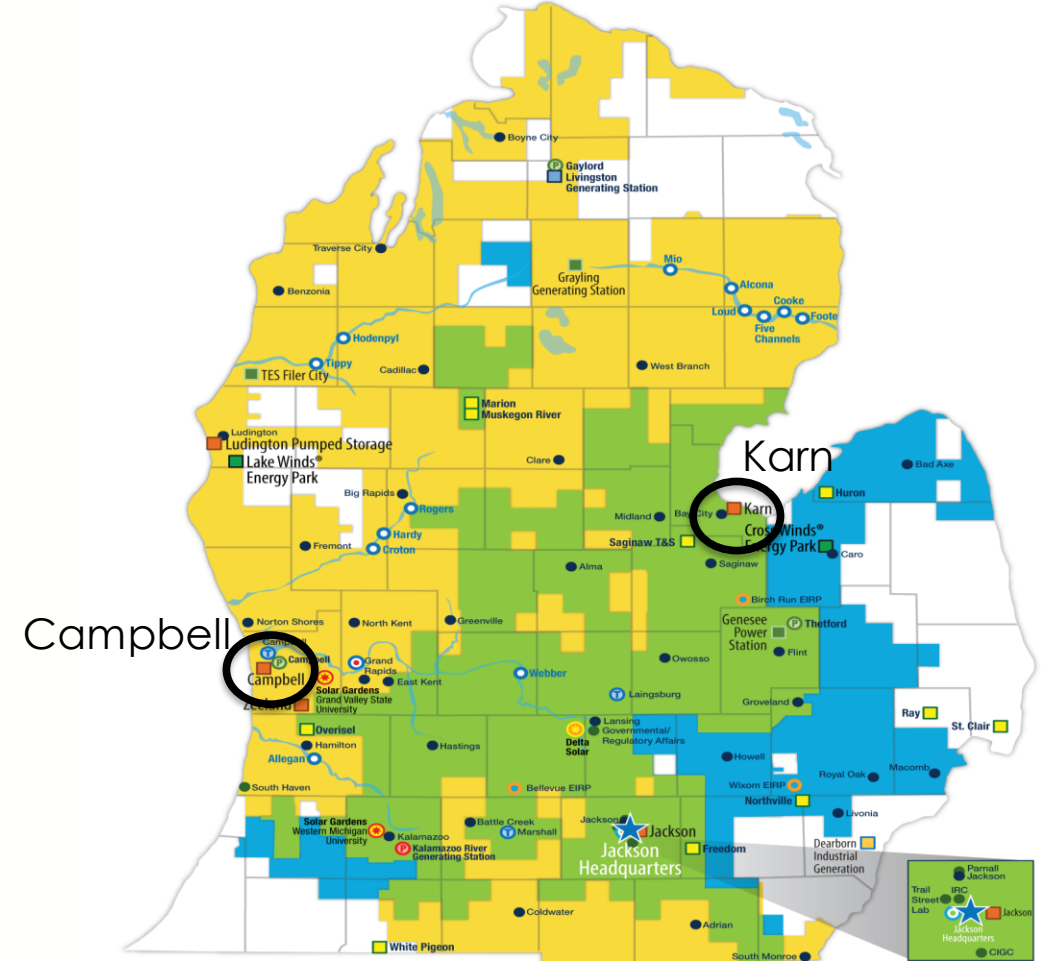 Boyne City
Gaylord
Livingston
Generating Station
Traverse City
Benzonia
Grayling
Generating Station
Mio
Alcona
Cooke
Loud
Foote
Five
Channels
Hodenpyl
Tippy
TES Filer City
Cadillac
West Branch
Marion
Muskegon River
Ludington
Ludington Pumped Storage
Lake Winds®
Energy Park
Clare
Karn
Bad Axe
Big Rapids
Huron
Rogers
Midland
Bay City
Karn
CrossWinds®
Energy Park
Hardy
Croton
Fremont
Saginaw T&S
Caro
Alma
Saginaw
Birch Run EIRP
Norton Shores
North Kent
Greenville
Genesee
Power
Station
Thetford
Flint
Campbell
Campbell
Campbell
Campbell
Grand
Rapids
East Kent
Webber
Owosso
Solar Gardens
Grand Valley State
University
Zeeland
Laingsburg
Groveland
Overisel
Ray
St. Clair
Lansing
Governmental/
Regulatory Affairs
Delta
Solar
Hamilton
Hastings
Allegan
Howell
Royal Oak
Macomb
South Haven
Bellevue EIRP
Wixom EIRP
Northville
Livonia
Solar Gardens
Western Michigan
University
Kalamazoo
Kalamazoo River
Generating Station
Battle Creek
Marshall
Jackson
Jackson
Jackson
Headquarters
Freedom
Dearborn
Industrial
Generation
Parnall
Jackson
Trail
Street
Lab
IRC
Jackson
Jackson
Headquarters
CIGC
Coldwater
Adrian
White Pigeon
South Monroe
P
P
P
P
T
T
T